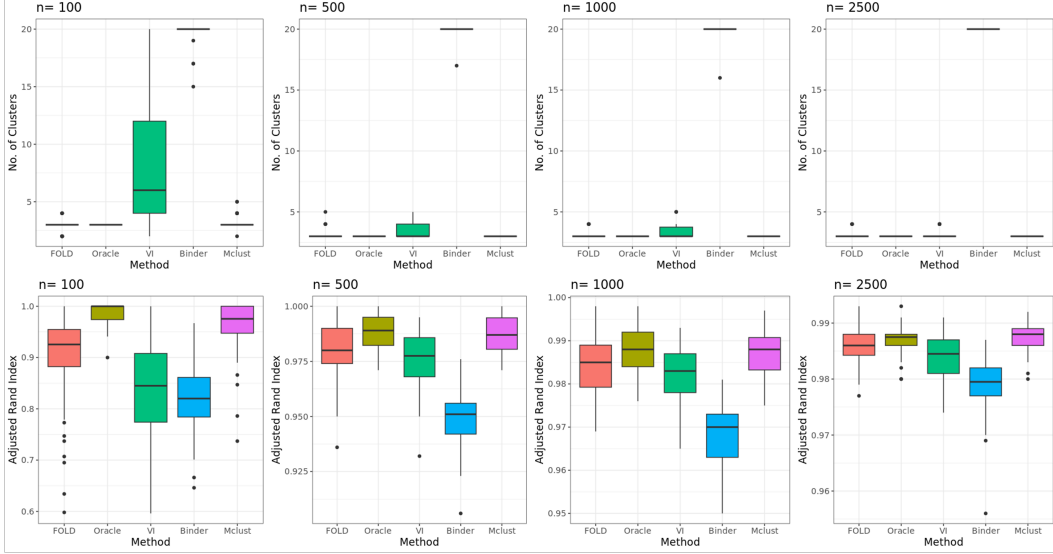 n= 100
n= 500
n= 1000
n= 2500
No. of Clusters
20
15
10
5
FOLD Oracle VI Binder Mclust
Method
No. of Clusters
20
15
10
5
FOLD Oracle VI Binder Mclust
Method
No. of Clusters
20
15
10
5
FOLD Oracle VI Binder Mclust
Method
No. of Clusters
20
15
10
5
FOLD Oracle VI Binder Mclust
Method
n= 100
n= 500
n= 1000
n= 2500
Adjusted Rand Index
1.0
0.9
0.8
0.7
0.6
FOLD Oracle VI Binder Mclust
Method
Adjusted Rand Index
1.000
0.975
0.950
0.925
FOLD Oracle VI Binder Mclust
Method
Adjusted Rand Index
1.00
0.99
0.98
0.97
0.96
0.95
FOLD Oracle VI Binder Mclust
Method
Adjusted Rand Index
0.99
0.98
0.97
0.96
FOLD Oracle VI Binder Mclust
Method